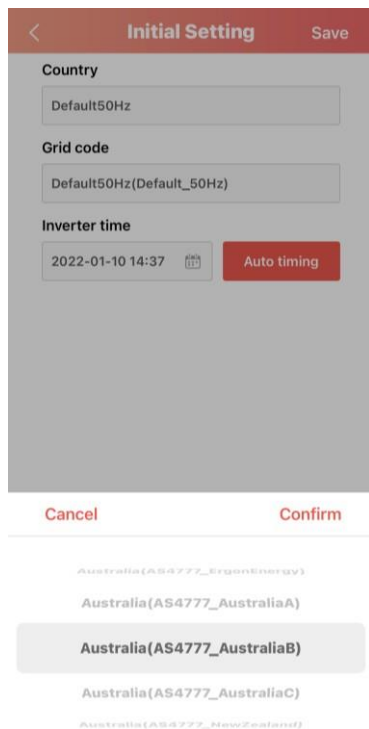 Initial Setting Save
Country
Default50Hz
Grid code
Default50Hz(Default_50Hz)
Inverter time
2022-01-10 14:37 Auto timing
Cancel Confirm
Australia(AS4777_ErgonEnergy)
Australia(AS4777_AustraliaA)
Australia(AS4777_AustraliaB)
Australia(AS4777_AustraliaC)
Australia(AS4777_NewZealand)